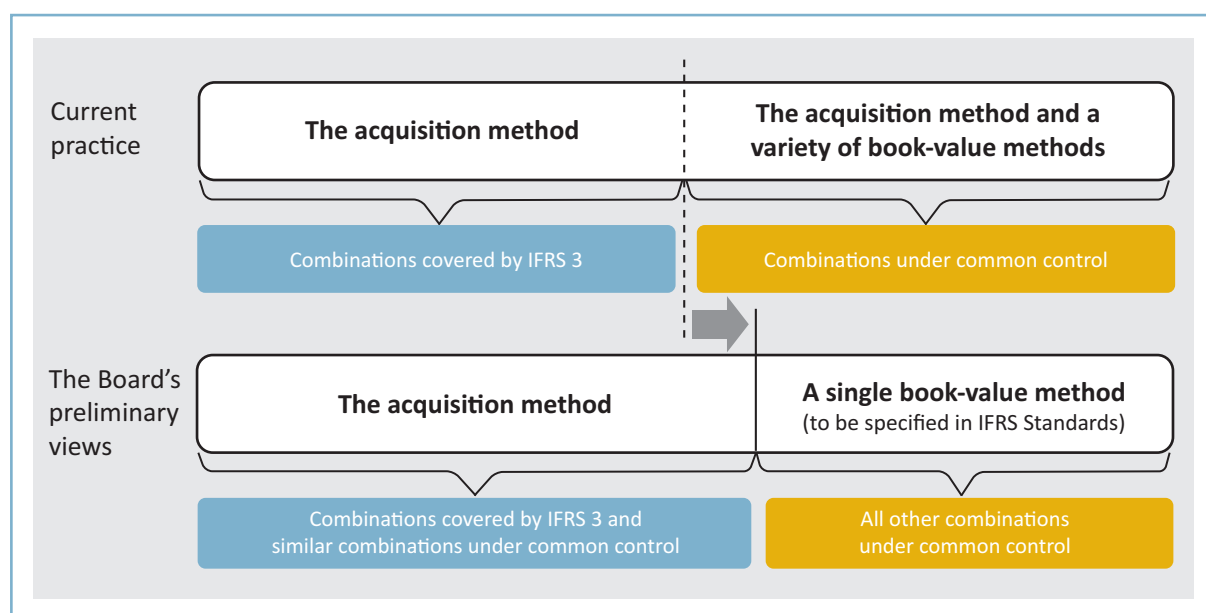 Current
practice
The acquisition method
The acquisition method and a
variety of book-value methods
Combinations covered by IFRS 3
Combinations under common control
The Board’s
preliminary
views
The acquisition method
A single book-value method
(to be specified in IFRS Standards)
Combinations covered by IFRS 3 and
similar combinations under common control
All other combinations
under common control